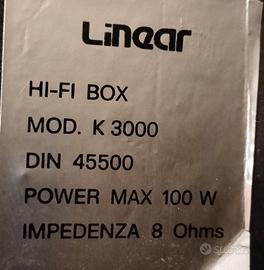 Linear
HI-FI BOX
MOD. K 3000
DIN 45500
POWER MAX 100 W
IMPEDENZA 8 Ohms